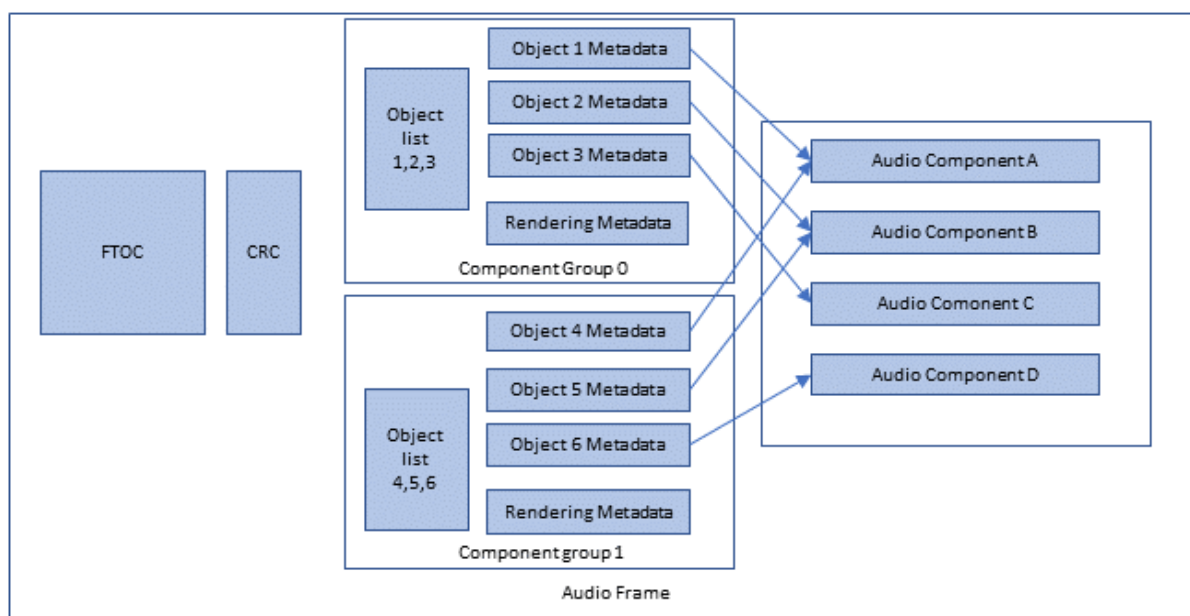 FTOC
CRC
Object
list
1,2,3
Object 1 Metadata
Object 2 Metadata
Object 3 Metadata
Rendering Metadata
Component Group 0
Object
list
4,5,6
Object 4 Metadata
Object 5 Metadata
Object 6 Metadata
Rendering Metadata
Component group 1
Audio Component A
Audio Component B
Audio Comonent C
Audio Component D
Audio Frame